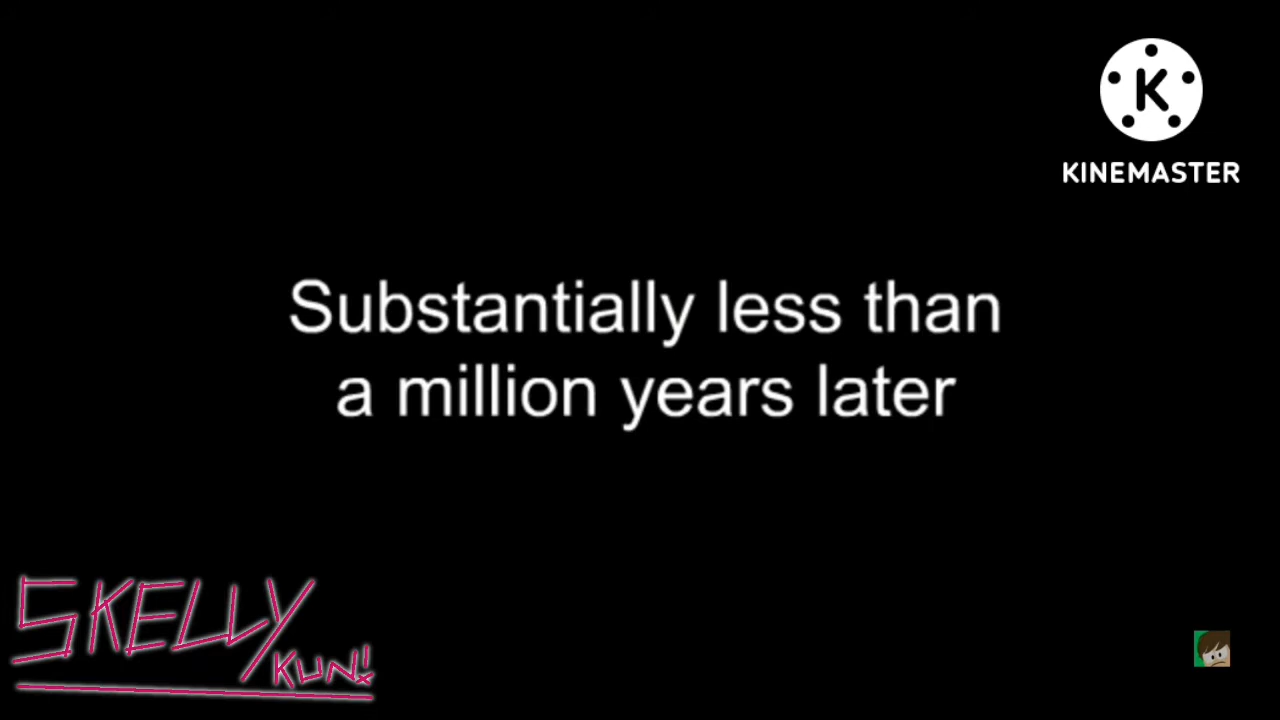 K
KINEMASTER
Substantially less than
a million years later
SKELLY
KUN!